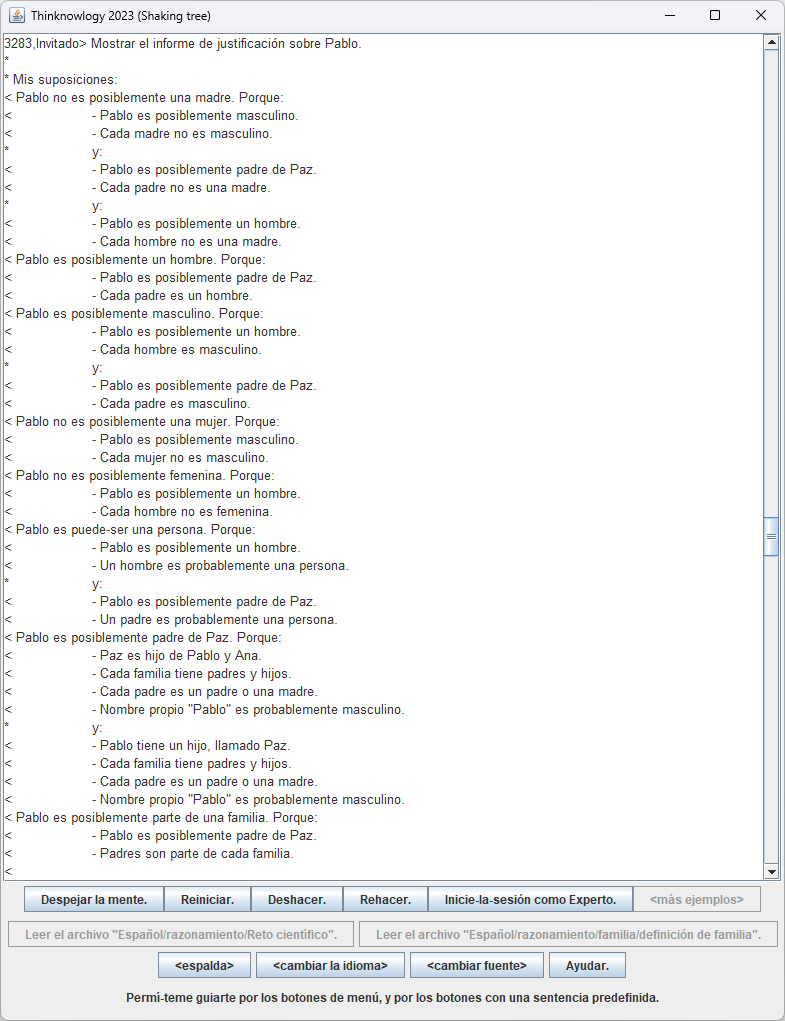 Thinknowlogy 2023 (Shaking tree)
3283,Invitado> Mostrar el informe de justificación sobre Pablo.
*
* Mis suposiciones:
< Pablo no es posiblemente una madre. Porque:
< - Pablo es posiblemente masculino.
< - Cada madre no es masculino.
* y:
< - Pablo es posiblemente padre de Paz.
< - Cada padre no es una madre.
* y:
< - Pablo es posiblemente un hombre.
< - Cada hombre no es una madre.
< Pablo es posiblemente un hombre. Porque:
< - Pablo es posiblemente padre de Paz.
< - Cada padre es un hombre.
< Pablo es posiblemente masculino. Porque:
< - Pablo es posiblemente un hombre.
< - Cada hombre es masculino.
* y:
< - Pablo es posiblemente padre de Paz.
< - Cada padre es masculino.
< Pablo no es posiblemente una mujer. Porque:
< - Pablo es posiblemente masculino.
< - Cada mujer no es masculino.
< Pablo no es posiblemente femenina. Porque:
< - Pablo es posiblemente un hombre.
< - Cada hombre no es femenina.
< Pablo es puede-ser una persona. Porque:
< - Pablo es posiblemente un hombre.
< - Un hombre es probablemente una persona.
* y:
< - Pablo es posiblemente padre de Paz.
< - Un padre es probablemente una persona.
< Pablo es posiblemente padre de Paz. Porque:
< - Paz es hijo de Pablo y Ana.
< - Cada familia tiene padres y hijos.
< - Cada padre es un padre o una madre.
< - Nombre propio "Pablo" es probablemente masculino.
* y:
< - Pablo tiene un hijo, llamado Paz.
< - Cada familia tiene padres y hijos.
< - Cada padre es un padre o una madre.
< - Nombre propio "Pablo" es probablemente masculino.
< Pablo es posiblemente parte de una familia. Porque:
< - Pablo es posiblemente padre de Paz.
< - Padres son parte de cada familia.
<
Despejar la mente. Reiniciar. Deshacer. Rehacer. Inicie-la-sesión como Experto. <más ejemplos>
Leer el archivo "Español/razonamiento/Reto científico". Leer el archivo "Español/razonamiento/familia/definición de familia".
<espalda> <cambiar la idioma> <cambiar fuente> Ayudar.
Permí-teme guiarte por los botones de menú, y por los botones con una sentencia predefinida.